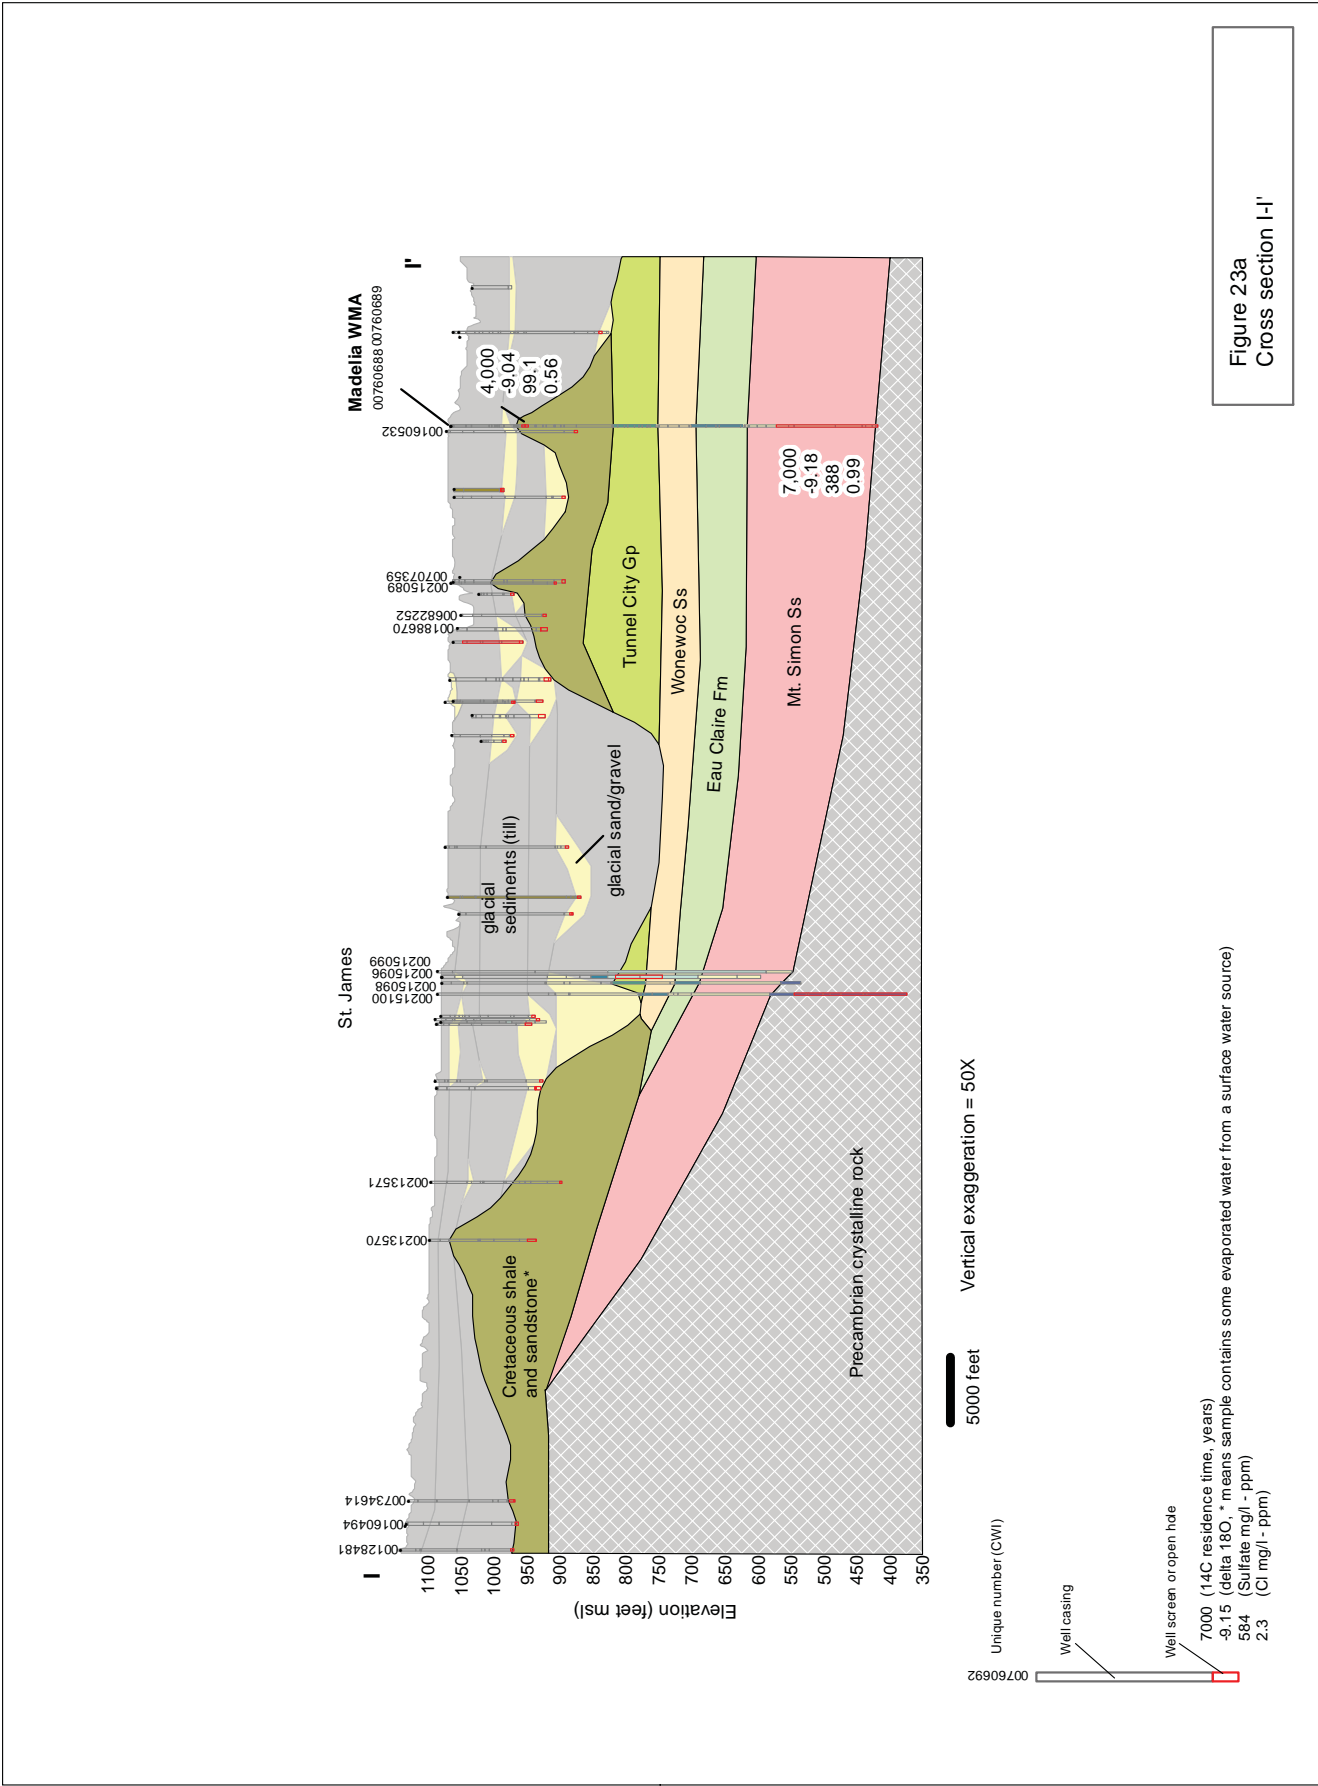 I
I'
St. James
Madelia WMA
00760688 00760689
00128481
00160494
00734614
00213570
00213571
00215100
00215098
00215096
00215099
00188670
00682252
00215089
00707359
00160532
4,000
-9.04
99.1
0.56
7,000
-9.18
388
0.99
glacial
sediments (till)
glacial sand/gravel
Cretaceous shale
and sandstone*
Tunnel City Gp
Wonewoc Ss
Eau Claire Fm
Mt. Simon Ss
Precambrian crystalline rock
Elevation (feet msl)
1100
1050
1000
950
900
850
800
750
700
650
600
550
500
450
400
350
5000 feet
Vertical exaggeration = 50X
00760692
Unique number (CWI)
Well casing
Well screen or open hole
7000 (14C residence time, years)
-9.15 (delta 18O, * means sample contains some evaporated water from a surface water source)
584 (Sulfate mg/l - ppm)
2.3 (Cl mg/l - ppm)
Figure 23a
Cross section I-I'